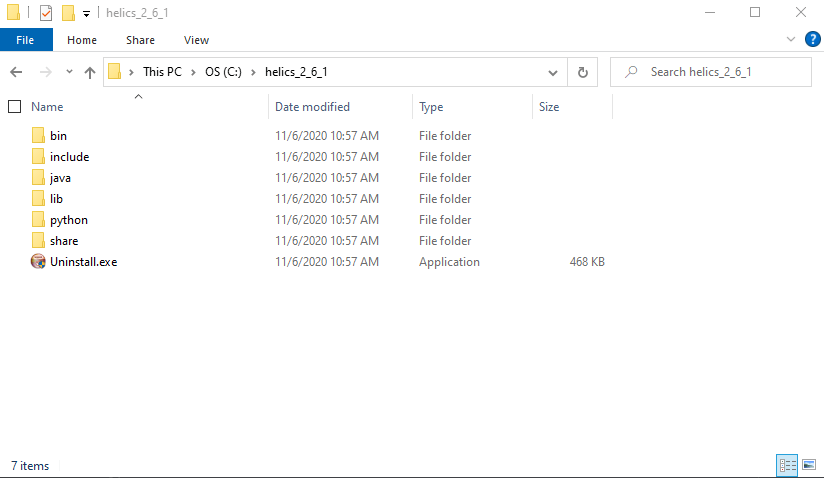 helics_2_6_1
File Home Share View
This PC OS (C:) helics_2_6_1 Search helics_2_6_1
Name Date modified Type Size
bin 11/6/2020 10:57 AM File folder
include 11/6/2020 10:57 AM File folder
java 11/6/2020 10:57 AM File folder
lib 11/6/2020 10:57 AM File folder
python 11/6/2020 10:57 AM File folder
share 11/6/2020 10:57 AM File folder
Uninstall.exe 11/6/2020 10:57 AM Application 468 KB
7 items